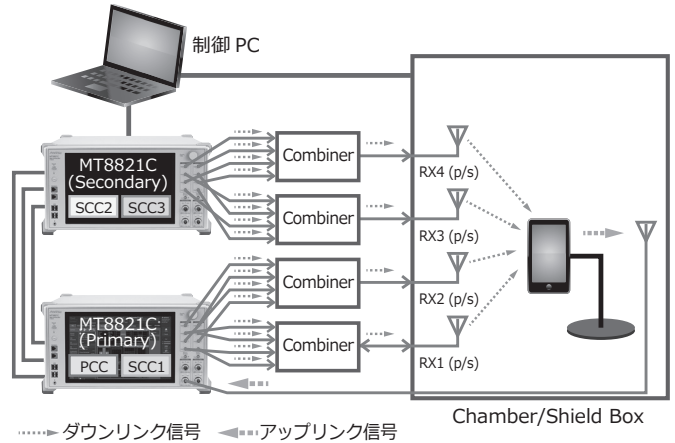 制御 PC
MT8821C
(Secondary)
SCC2
SCC3
Combiner
RX4 (p/s)
Combiner
RX3 (p/s)
Combiner
RX2 (p/s)
MT8821C
(Primary)
PCC
SCC1
Combiner
RX1 (p/s)
Chamber/Shield Box
ダウンリンク信号
アップリンク信号